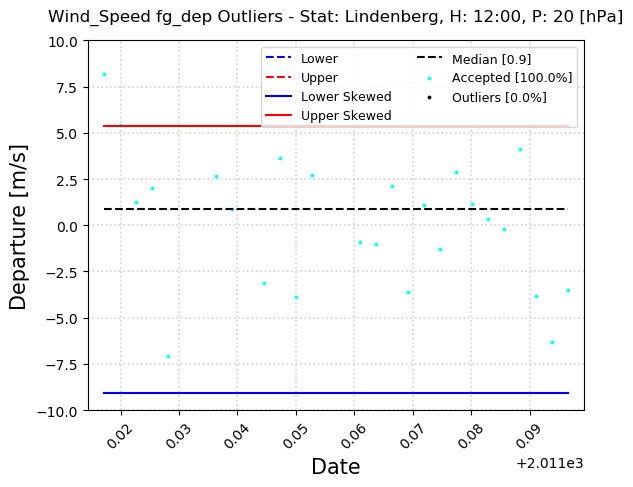 Wind_Speed fg_dep Outliers - Stat: Lindenberg, H: 12:00, P: 20 [hPa]
10.0
7.5
5.0
2.5
0.0
−2.5
−5.0
−7.5
−10.0
Departure [m/s]
Lower
Upper
Lower Skewed
Upper Skewed
Median [0.9]
Accepted [100.0%]
Outliers [0.0%]
0.02
0.03
0.04
0.05
0.06
0.07
0.08
0.09
+2.011e3
Date